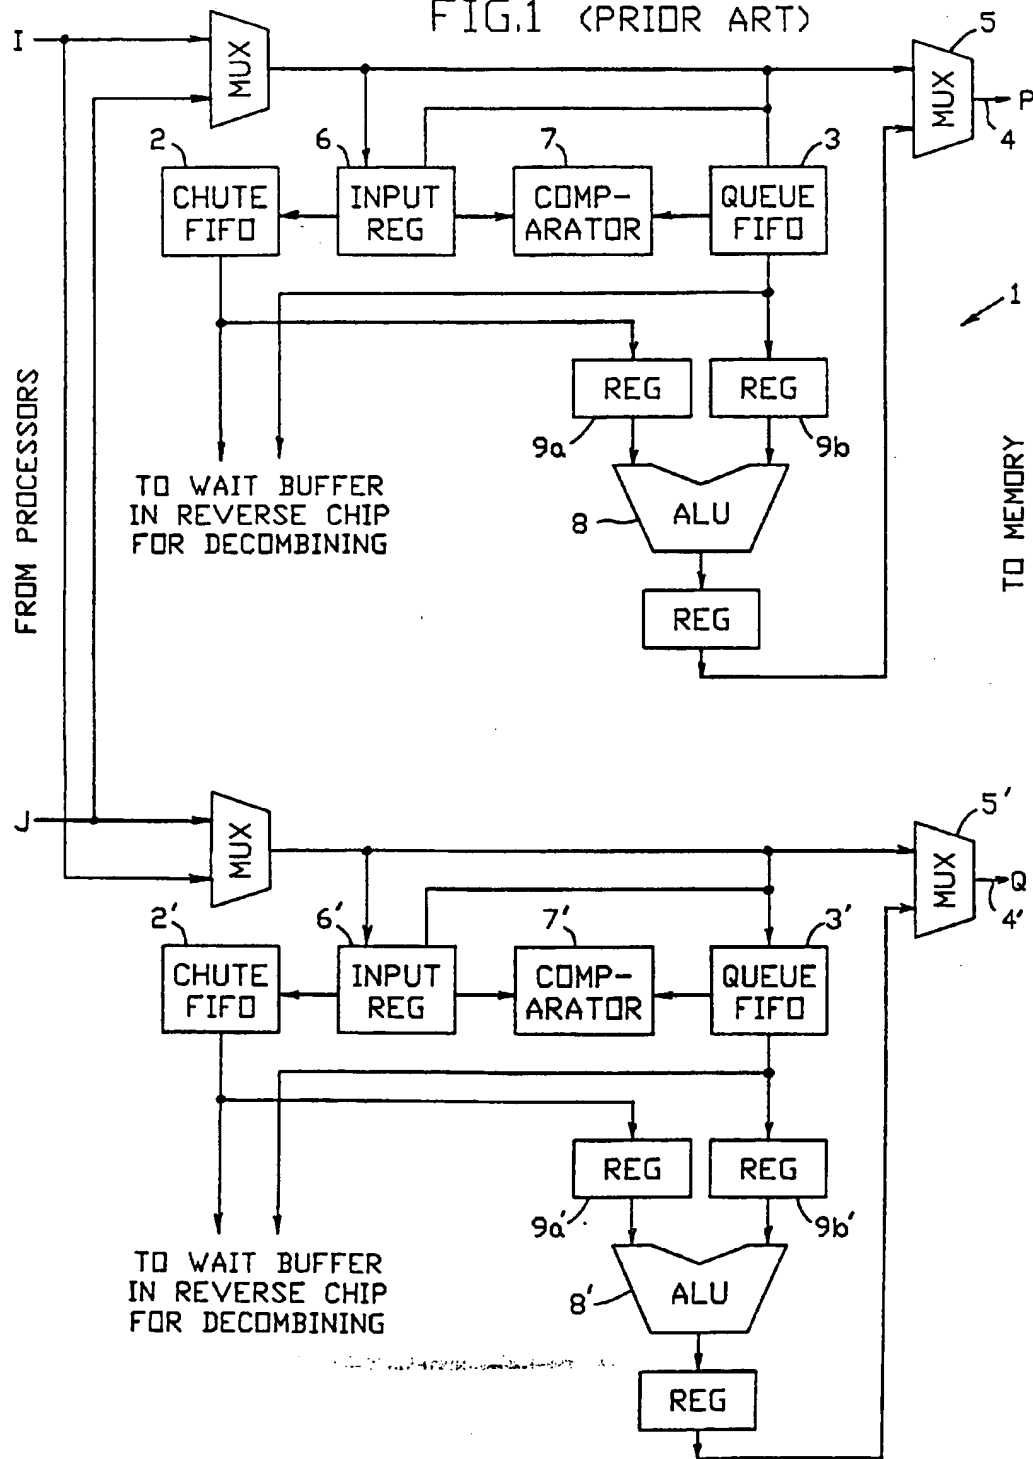 FIG.1 (PRIOR ART)
I
MUX
5
MUX
P
4
2
6
7
3
CHUTE
FIFO
INPUT
REG
COMP-
ARATOR
QUEUE
FIFO
1
FROM PROCESSORS
REG
REG
9a
9b
TO WAIT BUFFER
IN REVERSE CHIP
FOR DECOMBINING
8
ALU
TO MEMORY
REG
J
MUX
5'
MUX
Q
4'
2'
6'
7'
3'
CHUTE
FIFO
INPUT
REG
COMP-
ARATOR
QUEUE
FIFO
REG
REG
9a'
9b'
TO WAIT BUFFER
IN REVERSE CHIP
FOR DECOMBINING
8'
ALU
REG